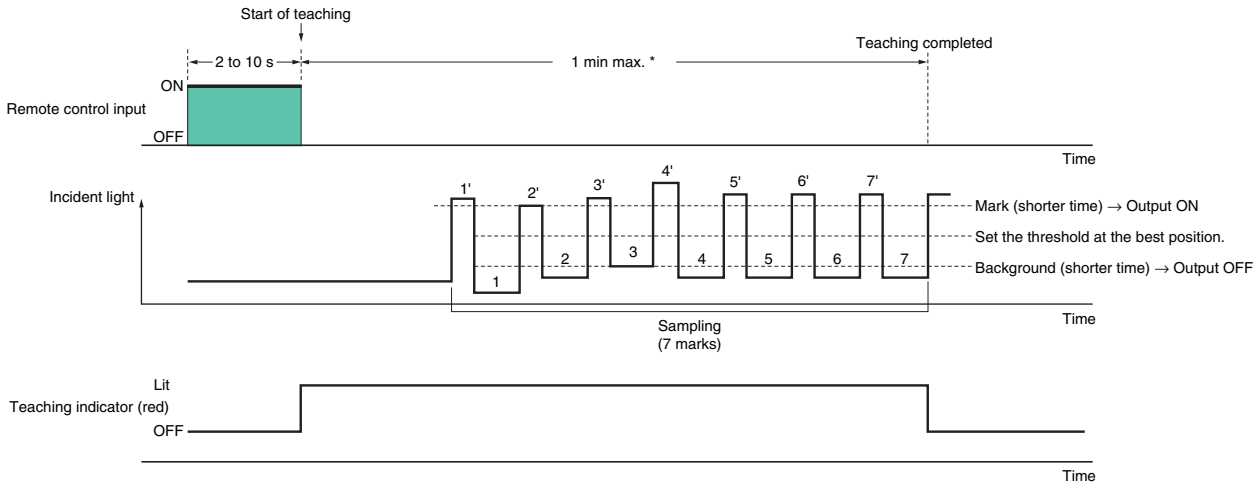 Start of teaching
Teaching completed
2 to 10 s
1 min max. *
ON
Remote control input
OFF
Time
Incident light
1' 2' 3' 4' 5' 6' 7'
Mark (shorter time) → Output ON
Set the threshold at the best position.
1 2 3 4 5 6 7
Background (shorter time) → Output OFF
Sampling
(7 marks)
Time
Lit
Teaching indicator (red)
OFF
Time